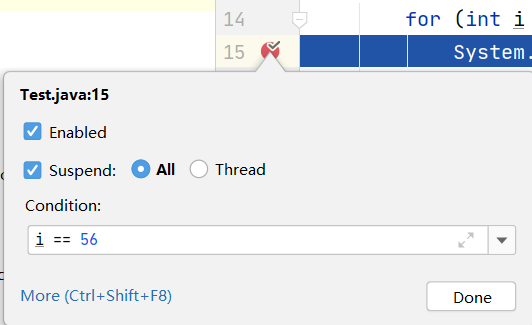 14 for (int i
15 System.
Test.java:15
Enabled
Suspend: All Thread
Condition:
i == 56
More (Ctrl+Shift+F8) Done